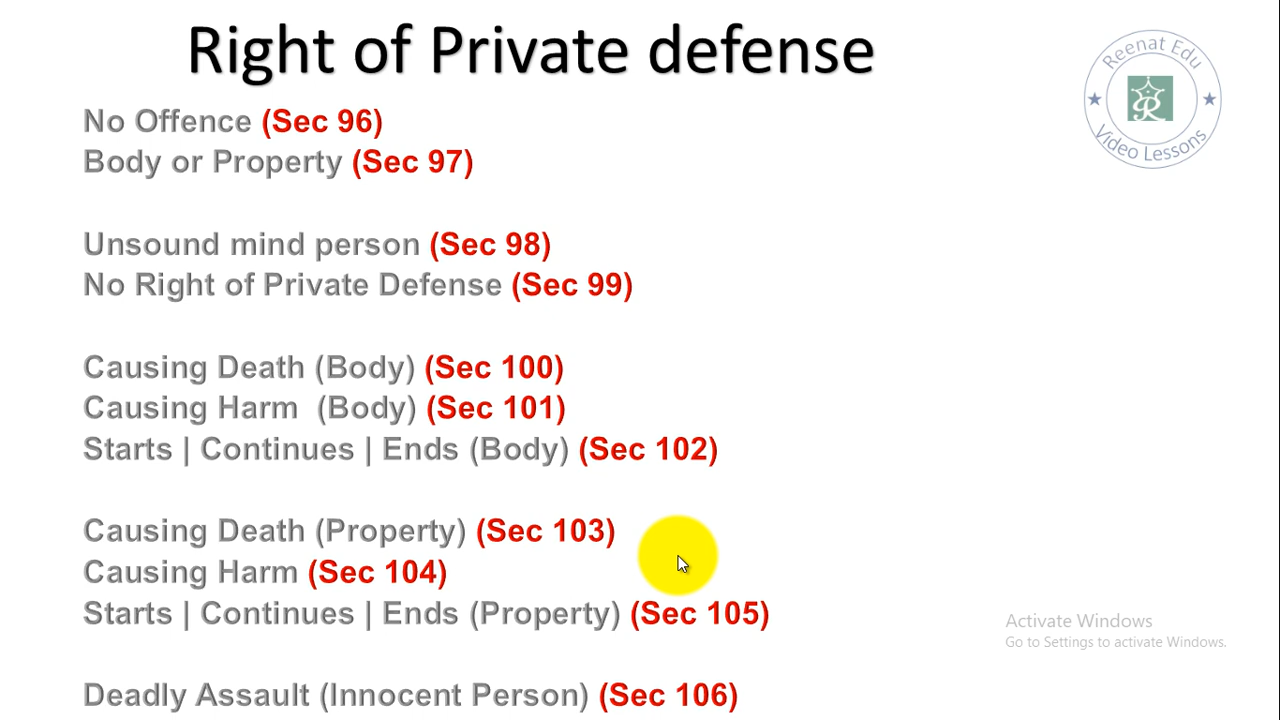 Right of Private defense
Reenat Edu
Video Lessons
No Offence (Sec 96)
Body or Property (Sec 97)
Unsound mind person (Sec 98)
No Right of Private Defense (Sec 99)
Causing Death (Body) (Sec 100)
Causing Harm  (Body) (Sec 101)
Starts | Continues | Ends (Body) (Sec 102)
Causing Death (Property) (Sec 103)
Causing Harm (Sec 104)
Starts | Continues | Ends (Property) (Sec 105)
Activate Windows
Go to Settings to activate Windows.
Deadly Assault (Innocent Person) (Sec 106)